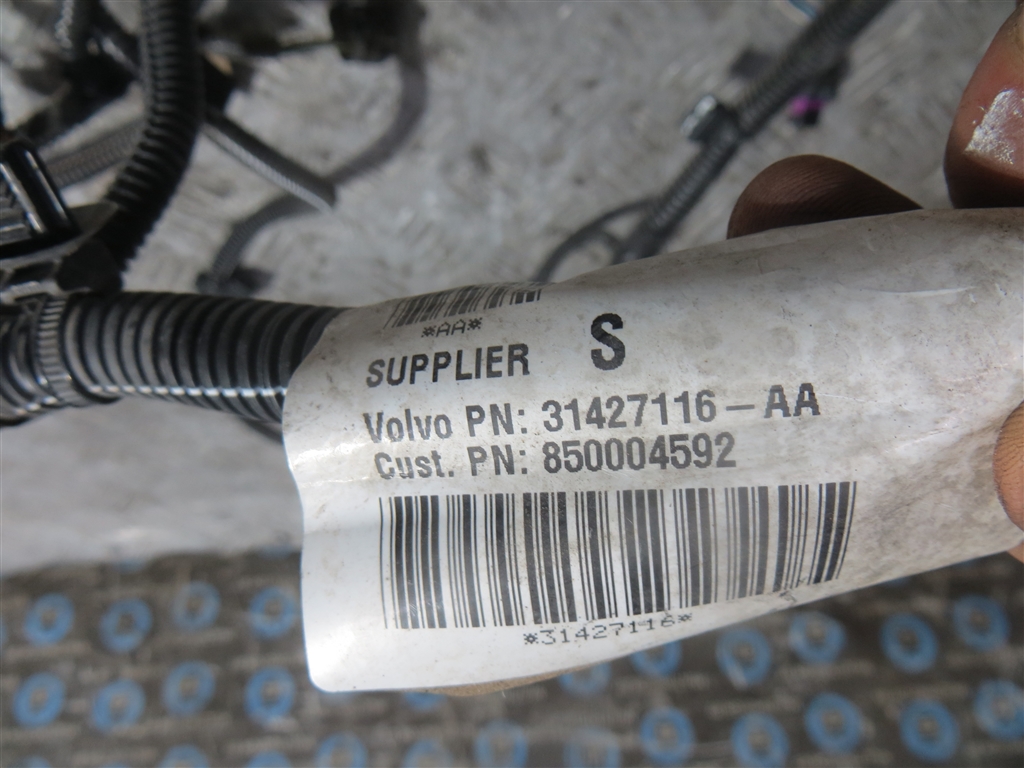 *AA*
SUPPLIER S
Volvo PN: 31427116-AA
Cust. PN: 850004592
*31427116*